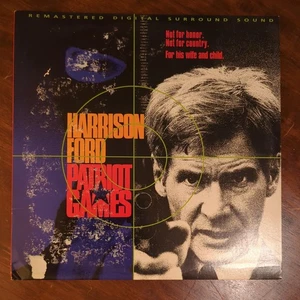 REMASTERED DIGITAL SURROUND SOUND
Not for honor.
Not for country.
For his wife and child.
HARRISON
FORD
PATRIOT
GAMES